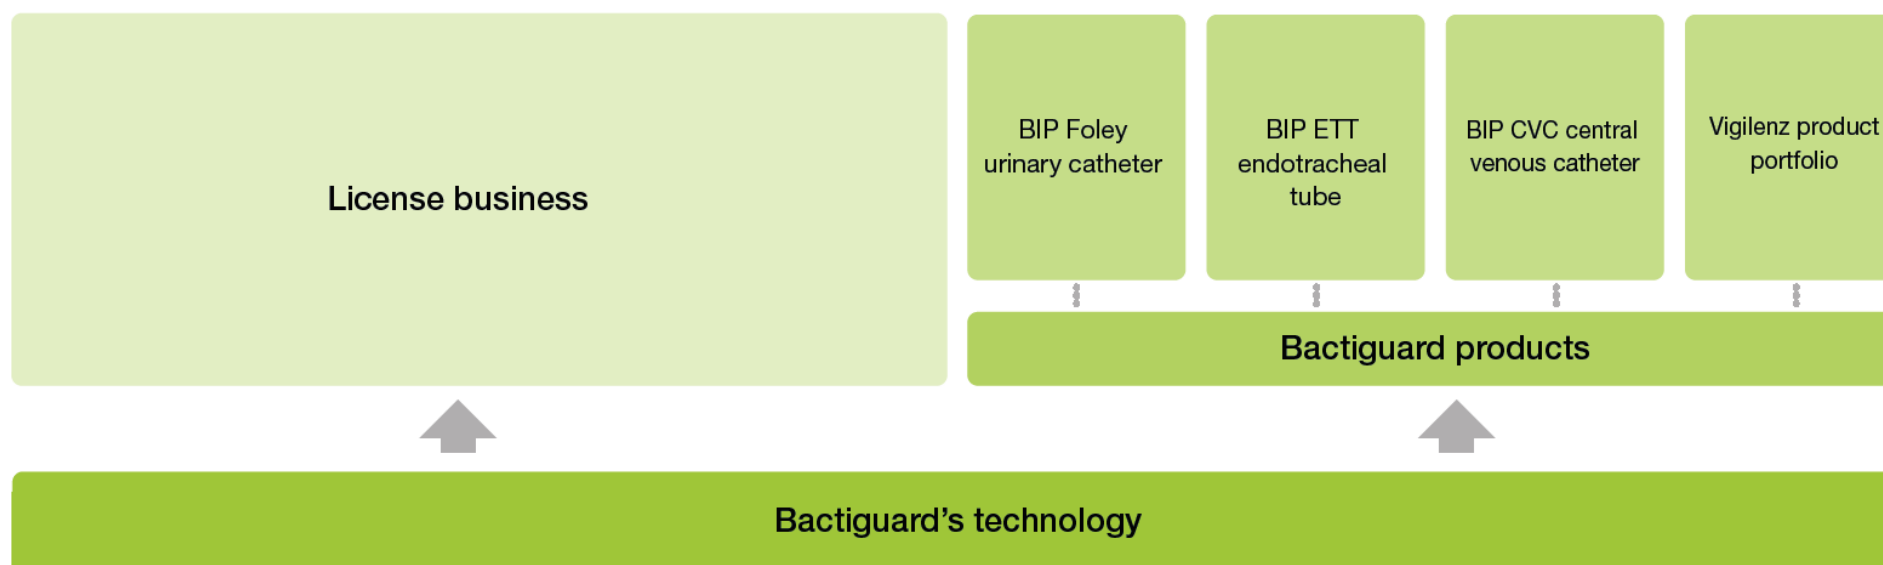 License business
BIP Foley
urinary catheter
BIP ETT
endotracheal
tube
BIP CVC central
venous catheter
Vigilenz product
portfolio
Bactiguard products
Bactiguard’s technology